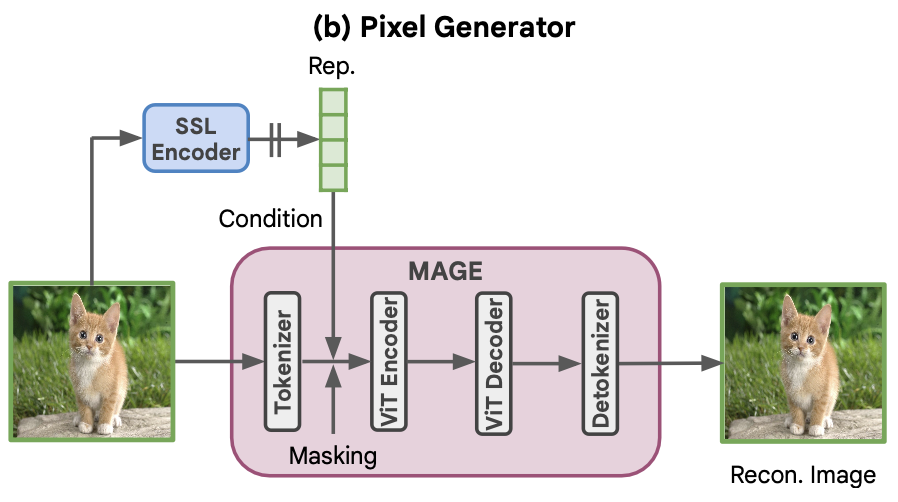 (b) Pixel Generator
Rep.
SSL
Encoder
Condition
MAGE
Tokenizer
ViT Encoder
ViT Decoder
Detokenizer
Masking
Recon. Image